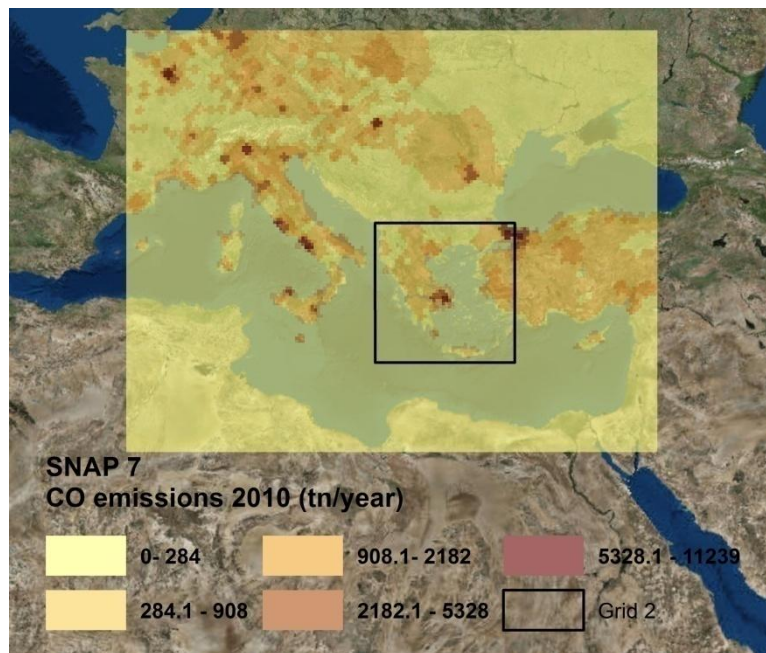 SNAP 7
CO emissions 2010 (tn/year)
0- 284
908.1- 2182
5328.1 - 11239
284.1 - 908
2182.1 - 5328
Grid 2